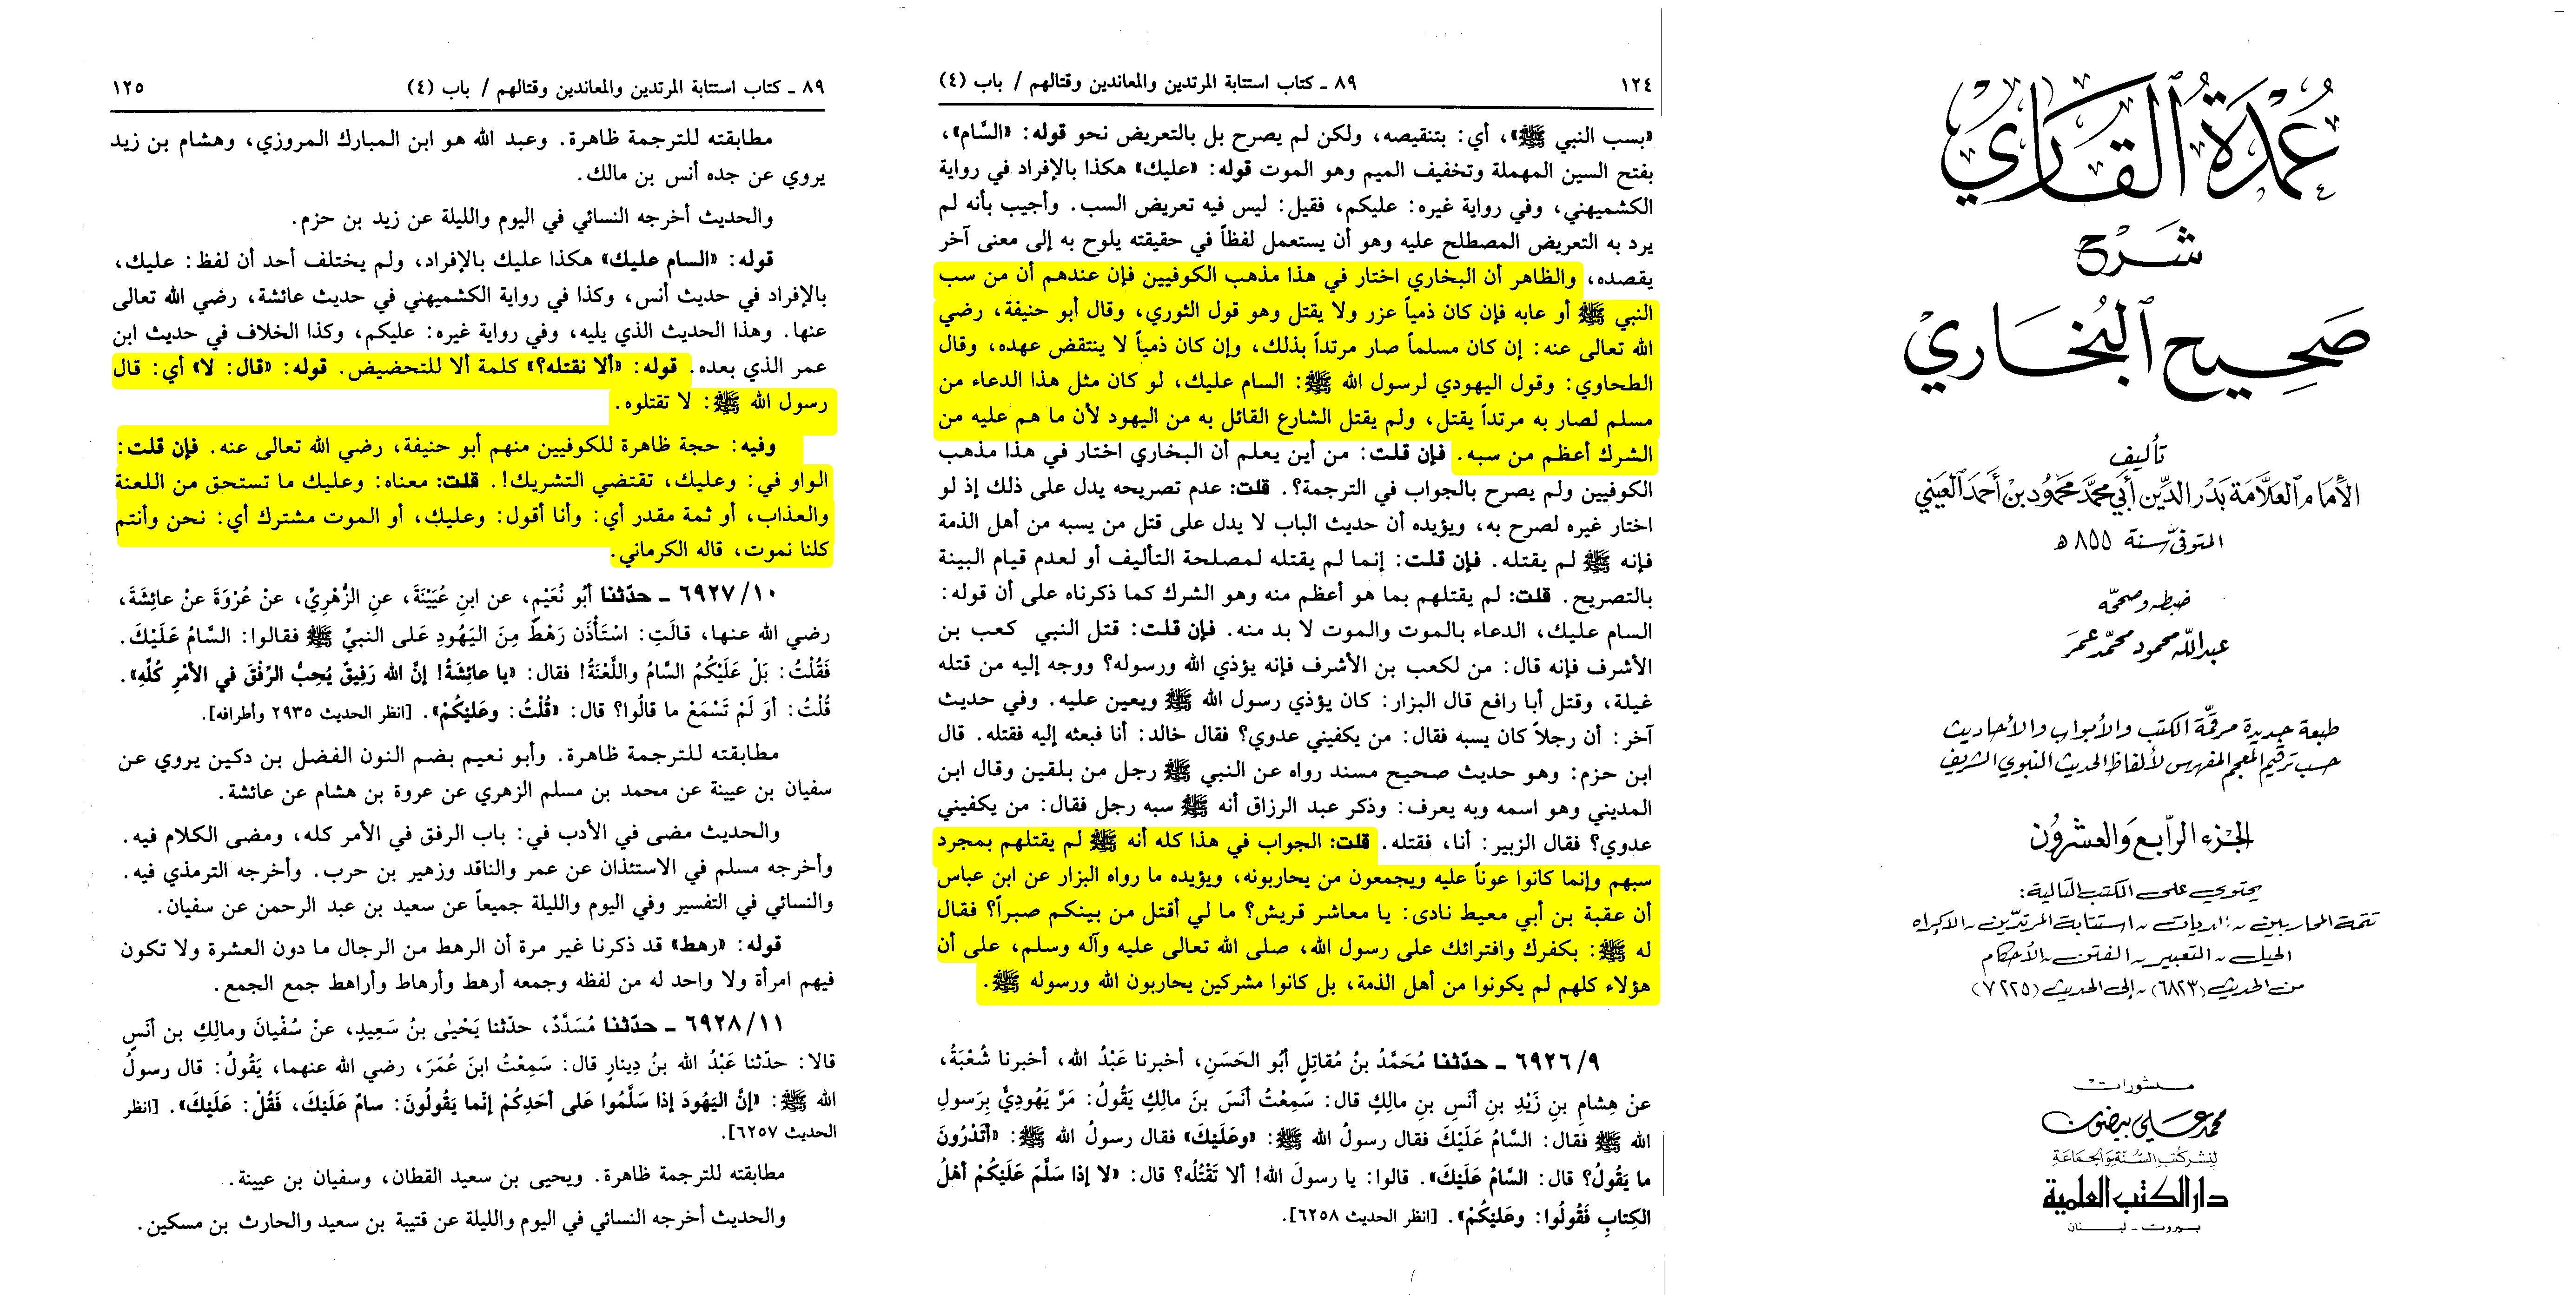 عُمْدَةُ القَارِي
شَرْح
صَحِيح البُخَارِي
تأليف
الإمام العلامة بدر الدين أبي محمد محمود بن أحمد العيني
المتوفى سنة ٨٥٥ هـ
ضبطه وصححه
عبد الله محمود محمد عمر
طبعة جديدة مرقمة الكتب والأبواب والأحاديث
حسب ترقيم المعجم المفهرس لألفاظ الحديث النبوي الشريف
الجزء الرابع والعشرون
يحتوي على الكتب التالية:
تتمة المحاربين - الديات - استتابة المرتدين - الإكراه
الحيل - التعبير - الفتن - الأحكام
من الحديث (٦٨٢٣) - إلى الحديث (٧٢٢٥)
منشورات
محمد علي بيضون
لنشر كتب السنة والجماعة
دار الكتب العلمية
بيروت - لبنان
١٢٤
٨٩ ـ كتاب استتابة المرتدين والمعاندين وقتالهم / باب (٤)
«بسب النبي ﷺ»، أي: بتنقيصه، ولكن لم يصرح بل بالتعريض نحو قوله: «السَّام»،
بفتح السين المهملة وتخفيف الميم وهو الموت قوله: «عليك» هكذا بالإفراد في رواية
الكشميهني، وفي رواية غيره: عليكم، فقيل: ليس فيه تعريض السب. وأجيب بأنه لم
يرد به التعريض المصطلح عليه وهو أن يستعمل لفظاً في حقيقته يلوح به إلى معنى آخر
يقصده، والظاهر أن البخاري اختار في هذا مذهب الكوفيين فإن عندهم أن من سب
النبي ﷺ أو عابه فإن كان ذمياً عزر ولا يقتل وهو قول الثوري، وقال أبو حنيفة، رضي
الله تعالى عنه: إن كان مسلماً صار مرتداً بذلك، وإن كان ذمياً لا ينتقض عهده، وقال
الطحاوي: وقول اليهودي لرسول الله ﷺ: السام عليك، لو كان مثل هذا الدعاء من
مسلم لصار به مرتداً يقتل، ولم يقتل الشارع القائل به من اليهود لأن ما هم عليه من
الشرك أعظم من سبه. فإن قلت: من أين يعلم أن البخاري اختار في هذا مذهب
الكوفيين ولم يصرح بالجواب في الترجمة؟. قلت: عدم تصريحه يدل على ذلك إذ لو
اختار غيره لصرح به، ويؤيده أن حديث الباب لا يدل على قتل من يسبه من أهل الذمة
فإنه ﷺ لم يقتله. فإن قلت: إنما لم يقتله لمصلحة التأليف أو لعدم قيام البينة
بالتصريح. قلت: لم يقتلهم بما هو أعظم منه وهو الشرك كما ذكرناه على أن قوله:
السام عليك، الدعاء بالموت والموت لا بد منه. فإن قلت: قتل النبي كعب بن
الأشرف فإنه قال: من لكعب بن الأشرف فإنه يؤذي الله ورسوله؟ ووجه إليه من قتله
غيلة، وقتل أبا رافع قال البزار: كان يؤذي رسول الله ﷺ ويعين عليه. وفي حديث
آخر: أن رجلاً كان يسبه فقال: من يكفيني عدوي؟ فقال خالد: أنا فبعثه إليه فقتله. قال
ابن حزم: وهو حديث صحيح مسند رواه عن النبي ﷺ رجل من بلقين وقال ابن
المديني وهو اسمه وبه يعرف: وذكر عبد الرزاق أنه ﷺ سبه رجل فقال: من يكفيني
عدوي؟ فقال الزبير: أنا، فقتله. قلت: الجواب في هذا كله أنه ﷺ لم يقتلهم بمجرد
سبهم وإنما كانوا عوناً عليه ويجمعون من يحاربونه، ويؤيده ما رواه البزار عن ابن عباس
أن عقبة بن أبي معيط نادى: يا معاشر قريش؟ ما لي أقتل من بينكم صبراً؟ فقال
له ﷺ: بكفرك وافترائك على رسول الله، صلى الله تعالى عليه وآله وسلم، على أن
هؤلاء كلهم لم يكونوا من أهل الذمة، بل كانوا مشركين يحاربون الله ورسوله ﷺ.
٩/ ٦٩٢٦ ـ حدّثنا مُحَمَّدُ بنُ مُقاتِلٍ أبُو الحَسَنِ، أخبرنا عَبْدُ الله، أخبرنا شُعْبَةُ،
عنْ هِشامِ بنِ زَيْدِ بنِ أنَسِ بنِ مالِكٍ قال: سَمِعْتُ أنَسَ بنَ مالِكٍ يَقُولُ: مَرَّ يَهُودِيٌّ بِرَسولِ
الله ﷺ فقال: السَّامُ عَلَيْكَ فقال رسولُ الله ﷺ: «وعَلَيْكَ» فقال رسولُ الله ﷺ: «أتَدْرُونَ
ما يَقُولُ؟ قال: السَّامُ عَلَيْكَ». قالوا: يا رسولَ الله! ألا نَقْتُلُه؟ قال: «لا إذا سَلَّمَ عَلَيْكُمْ أهْلُ
الكِتابِ فَقُولُوا: وعَليْكُمْ». [انظر الحديث ٦٢٥٨].
٨٩ ـ كتاب استتابة المرتدين والمعاندين وقتالهم / باب (٤)
١٢٥
مطابقته للترجمة ظاهرة. وعبد الله هو ابن المبارك المروزي، وهشام بن زيد
يروي عن جده أنس بن مالك.
والحديث أخرجه النسائي في اليوم والليلة عن زيد بن حزم.
قوله: «السام عليك» هكذا عليك بالإفراد، ولم يختلف أحد أن لفظ: عليك،
بالإفراد في حديث أنس، وكذا في رواية الكشميهني في حديث عائشة، رضي الله تعالى
عنها. وهذا الحديث الذي يليه، وفي رواية غيره: عليكم، وكذا الخلاف في حديث ابن
عمر الذي بعده. قوله: «ألا نقتله؟» كلمة ألا للتحضيض. قوله: «قال: لا» أي: قال
رسول الله ﷺ: لا تقتلوه.
وفيه: حجة ظاهرة للكوفيين منهم أبو حنيفة، رضي الله تعالى عنه. فإن قلت:
الواو في: وعليك، تقتضي التشريك!. قلت: معناه: وعليك ما تستحق من اللعنة
والعذاب، أو ثمة مقدر أي: وأنا أقول: وعليك، أو الموت مشترك أي: نحن وأنتم
كلنا نموت، قاله الكرماني.
١٠/ ٦٩٢٧ ـ حدّثنا أبُو نُعَيْمٍ، عن ابنِ عُيَيْنَةَ، عنِ الزُّهْرِيِّ، عنْ عُرْوَةَ عنْ عائِشَةَ،
رضي الله عنها، قالَتِ: اسْتَأْذَن رَهْطٌ مِنَ اليَهُودِ عَلى النبيِّ ﷺ فقالوا: السَّامُ عَلَيْكَ.
فَقُلْتُ: بَلْ عَلَيْكُمُ السَّامُ واللَّعْنَةُ! فقال: «يا عائِشَةُ! إنَّ الله رَفِيقٌ يُحِبُّ الرِّفْقَ في الأمْرِ كُلِّهِ».
قُلْتُ: أوَ لَمْ تَسْمَعْ ما قالُوا؟ قال: «قُلْتُ: وعَليْكُمْ». [انظر الحديث ٢٩٣٥ وأطرافه].
مطابقته للترجمة ظاهرة. وأبو نعيم بضم النون الفضل بن دكين يروي عن
سفيان بن عيينة عن محمد بن مسلم الزهري عن عروة بن هشام عن عائشة.
والحديث مضى في الأدب في: باب الرفق في الأمر كله، ومضى الكلام فيه.
وأخرجه مسلم في الاستئذان عن عمر والناقد وزهير بن حرب. وأخرجه الترمذي فيه.
والنسائي في التفسير وفي اليوم والليلة جميعاً عن سعيد بن عبد الرحمن عن سفيان.
قوله: «رهط» قد ذكرنا غير مرة أن الرهط من الرجال ما دون العشرة ولا تكون
فيهم امرأة ولا واحد له من لفظه وجمعه أرهط وأرهاط وأراهط جمع الجمع.
١١/ ٦٩٢٨ ـ حدّثنا مُسَدَّدٌ، حدّثنا يَحْيىٰ بنُ سَعِيدٍ، عنْ سُفْيانَ ومالِكِ بن أنَسٍ
قالا: حدّثنا عَبْدُ الله بنُ دِينارٍ قال: سَمِعْتُ ابنَ عُمَرَ، رضي الله عنهما، يَقُولُ: قال رسولُ
الله ﷺ: «إنَّ اليَهُودَ إذا سَلَّمُوا عَلى أحَدِكُمْ إنّما يَقُولُونَ: سامٌ عَلَيْكَ، فَقُلْ: عَلَيْكَ». [انظر
الحديث ٦٢٥٧].
مطابقته للترجمة ظاهرة. ويحيى بن سعيد القطان، وسفيان بن عيينة.
والحديث أخرجه النسائي في اليوم والليلة عن قتيبة بن سعيد والحارث بن مسكين.